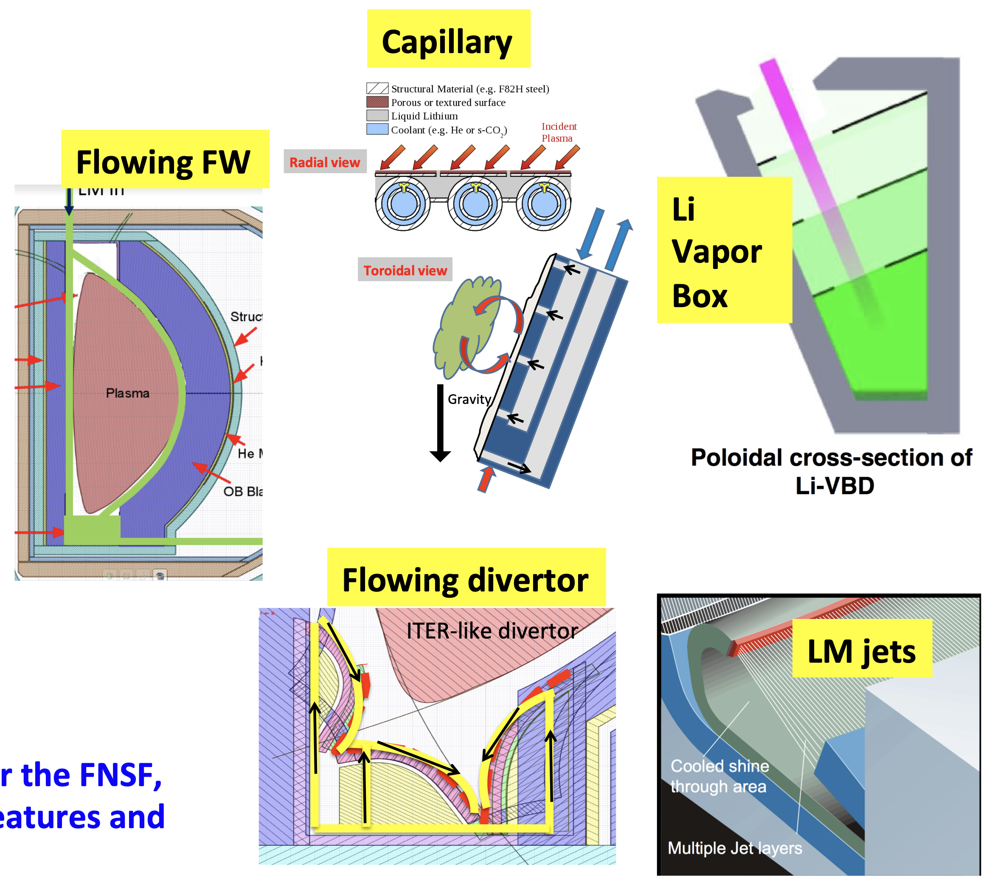 Capillary
Structural Material (e.g. F82H steel)
Porous or textured surface
Liquid Lithium
Coolant (e.g. He or s-CO2)
Incident
Plasma
Radial view
Flowing FW
Plasma
OB
Toroidal view
Gravity
Li
Vapor
Box
Poloidal cross-section of
Li-VBD
Flowing divertor
ITER-like divertor
LM jets
Cooled shine
through area
Multiple Jet layers
r the FNSF,
eatures and